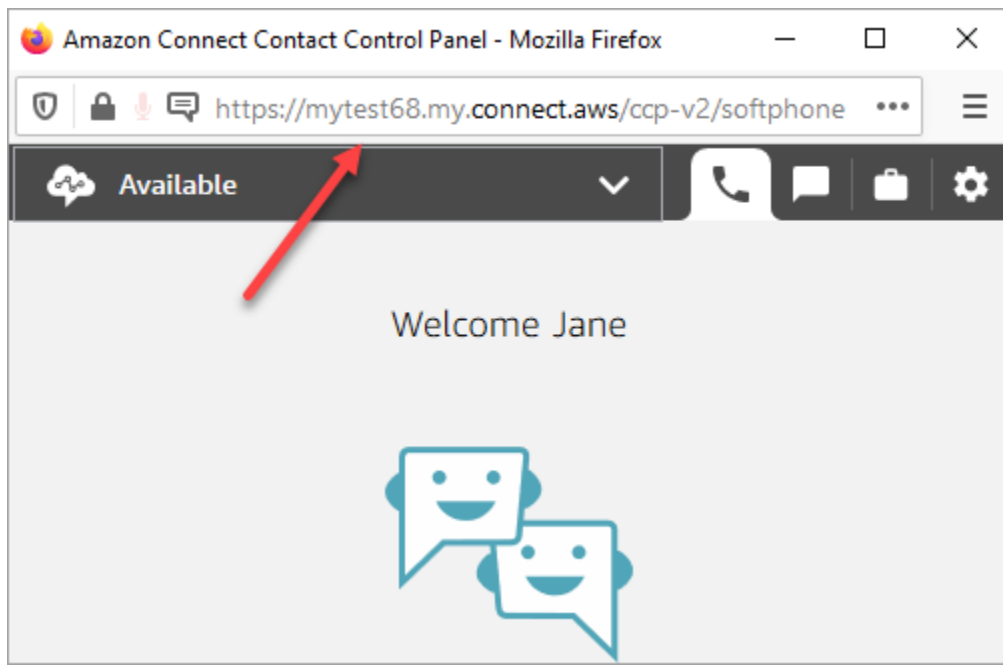 Amazon Connect Contact Control Panel - Mozilla Firefox
https://mytest68.my.connect.aws/ccp-v2/softphone
Available
Welcome Jane